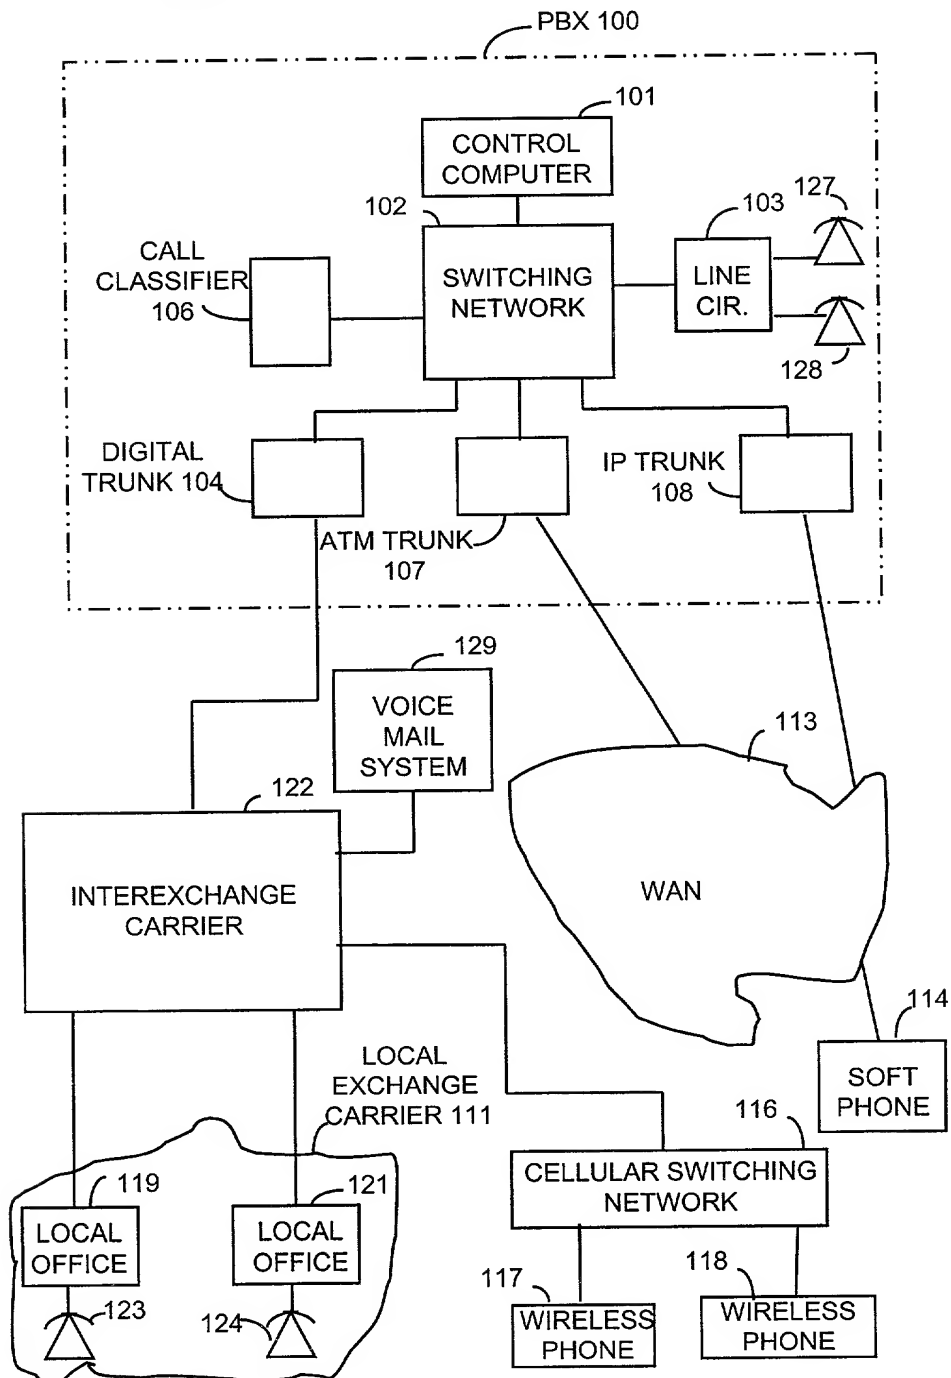 PBX 100
101
CONTROL
COMPUTER
102
103
127
CALL
CLASSIFIER
106
SWITCHING
NETWORK
LINE
CIR.
128
DIGITAL
TRUNK 104
IP TRUNK
108
ATM TRUNK
107
129
VOICE
MAIL
SYSTEM
113
122
INTEREXCHANGE
CARRIER
WAN
114
SOFT
PHONE
LOCAL
EXCHANGE
CARRIER 111
116
CELLULAR SWITCHING
NETWORK
119
LOCAL
OFFICE
121
LOCAL
OFFICE
117
WIRELESS
PHONE
118
WIRELESS
PHONE
123
124